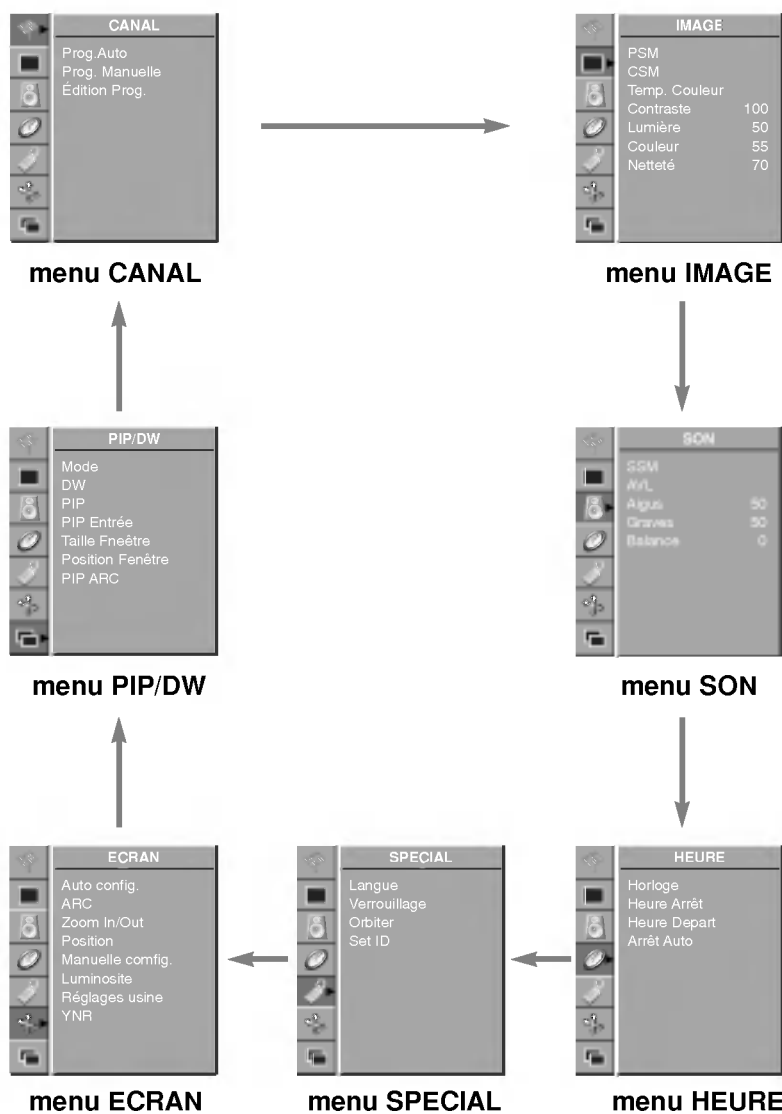 CANAL
Prog.Auto
Prog. Manuelle
Édition Prog.
menu CANAL
IMAGE
PSM
CSM
Temp. Couleur
Contraste 100
Lumière 50
Couleur 55
Netteté 70
menu IMAGE
PIP/DW
Mode
DW
PIP
PIP Entrée
Taille Fneêtre
Position Fenêtre
PIP ARC
menu PIP/DW
SON
SSM
AVL
Aigus 50
Graves 50
Balance 0
menu SON
ECRAN
Auto config.
ARC
Zoom In/Out
Position
Manuelle comfig.
Luminosite
Réglages usine
YNR
menu ECRAN
SPECIAL
Langue
Verrouillage
Orbiter
Set ID
menu SPECIAL
HEURE
Horloge
Heure Arrêt
Heure Depart
Arrêt Auto
menu HEURE